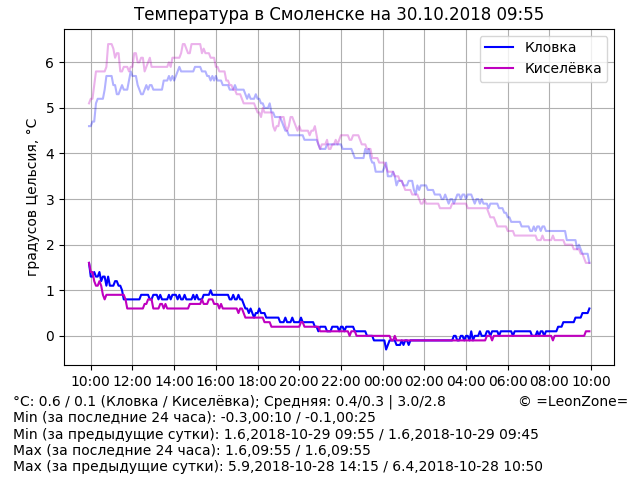 Температура в Смоленске на 30.10.2018 09:55
Кловка
Киселёвка
градусов Цельсия, °C
6
5
4
3
2
1
0
10:00 12:00 14:00 16:00 18:00 20:00 22:00 00:00 02:00 04:00 06:00 08:00 10:00
°C: 0.6 / 0.1 (Кловка / Киселёвка); Средняя: 0.4/0.3 | 3.0/2.8 © =LeonZone=
Min (за последние 24 часа): -0.3,00:10 / -0.1,00:25
Min (за предыдущие сутки): 1.6,2018-10-29 09:55 / 1.6,2018-10-29 09:45
Max (за последние 24 часа): 1.6,09:55 / 1.6,09:55
Max (за предыдущие сутки): 5.9,2018-10-28 14:15 / 6.4,2018-10-28 10:50